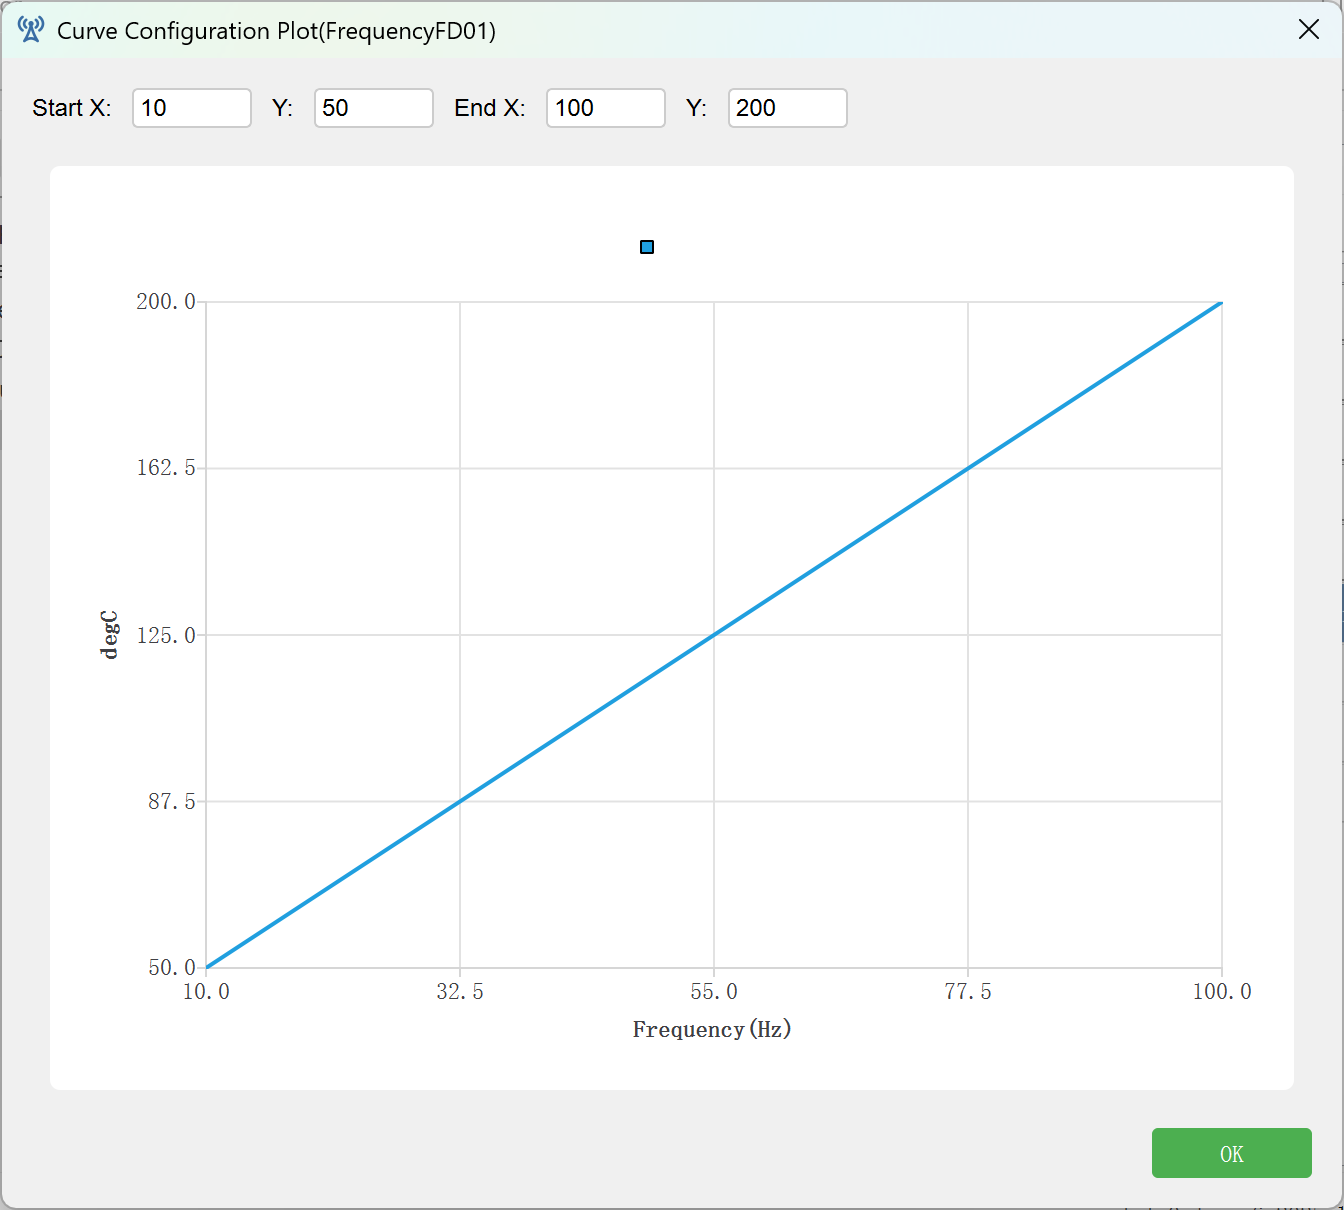 Curve Configuration Plot(FrequencyFD01)
Start X: 10 Y: 50 End X: 100 Y: 200
200.0
162.5
125.0
degC
87.5
50.0
10.0 32.5 55.0 77.5 100.0
Frequency(Hz)
OK